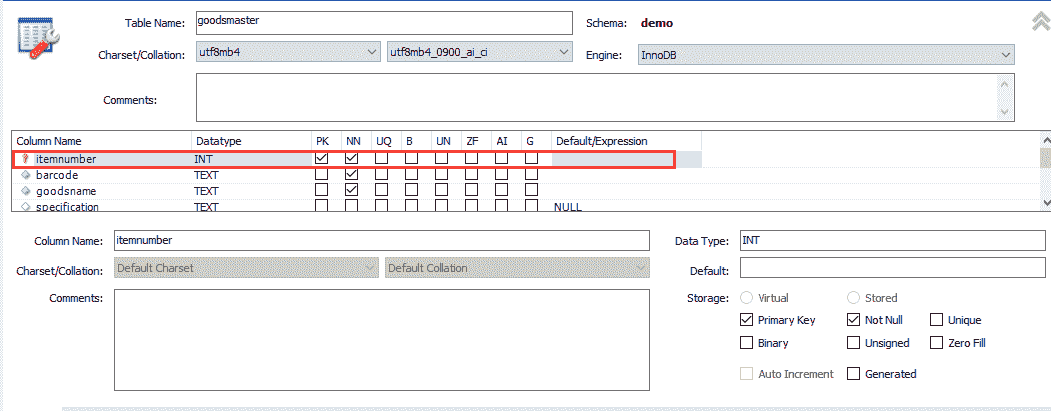 Table Name: goodsmaster Schema: demo
Charset/Collation: utf8mb4 utf8mb4_0900_ai_ci Engine: InnoDB
Comments:
Column Name Datatype PK NN UQ B UN ZF AI G Default/Expression
itemnumber INT
barcode TEXT
goodsname TEXT
specification TEXT NULL
Column Name: itemnumber Data Type: INT
Charset/Collation: Default Charset Default Collation Default:
Comments: Storage: Virtual Stored
Primary Key Not Null Unique
Binary Unsigned Zero Fill
Auto Increment Generated